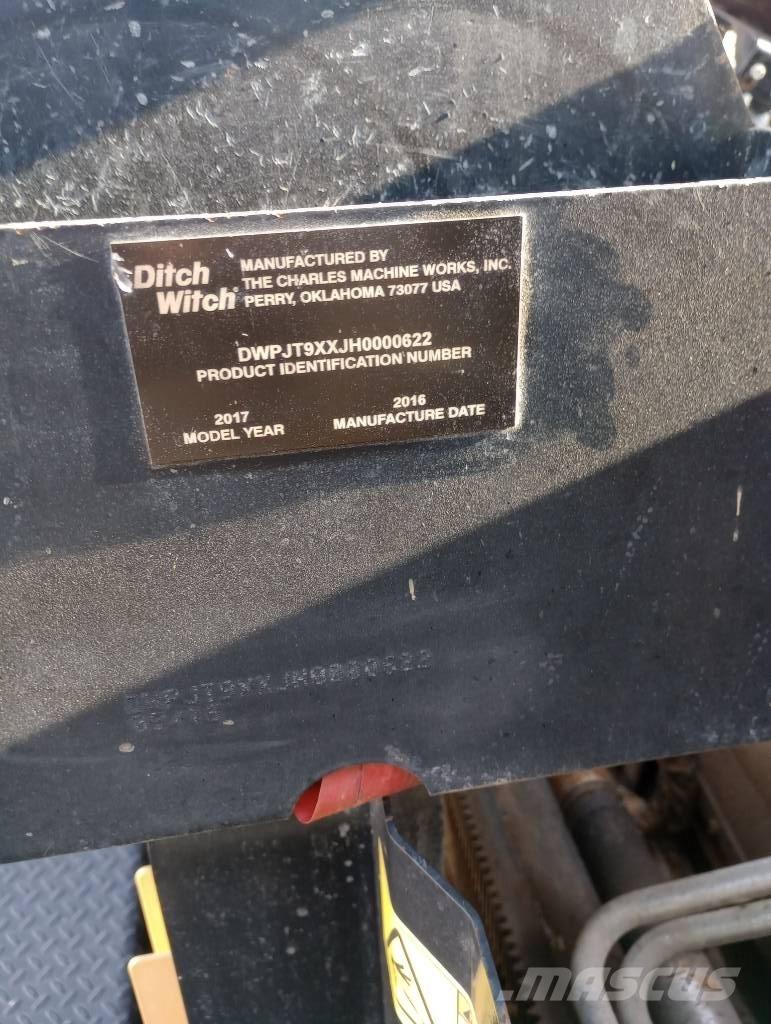 Ditch Witch®
MANUFACTURED BY
THE CHARLES MACHINE WORKS, INC.
PERRY, OKLAHOMA 73077 USA
DWPJT9XXJH0000622
PRODUCT IDENTIFICATION NUMBER
2017
MODEL YEAR
2016
MANUFACTURE DATE
DWPJT9XXJH0000622
MASCUS